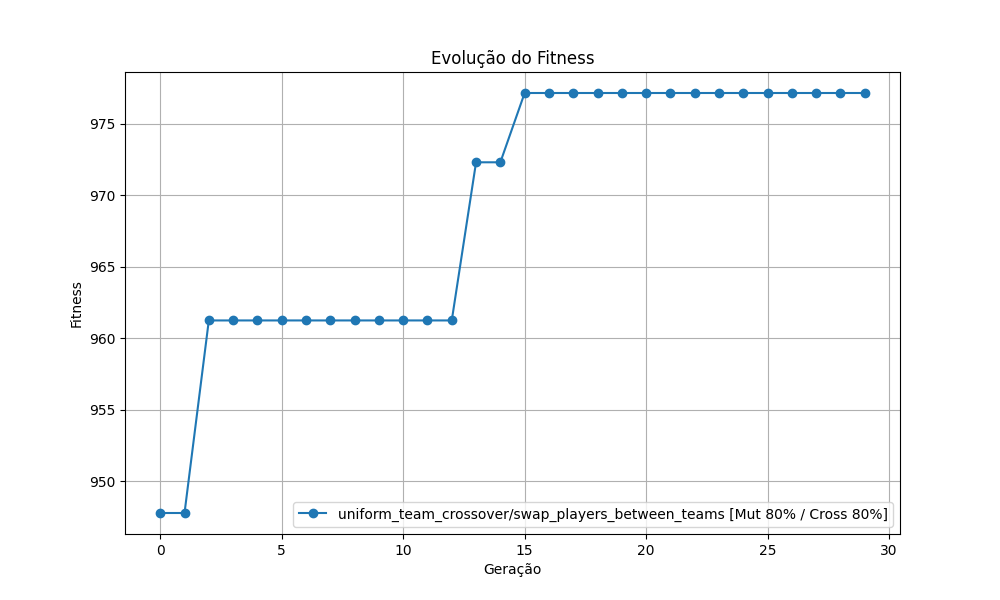 Evolução do Fitness
Fitness
975
970
965
960
955
950
uniform_team_crossover/swap_players_between_teams [Mut 80% / Cross 80%]
0 5 10 15 20 25 30
Geração